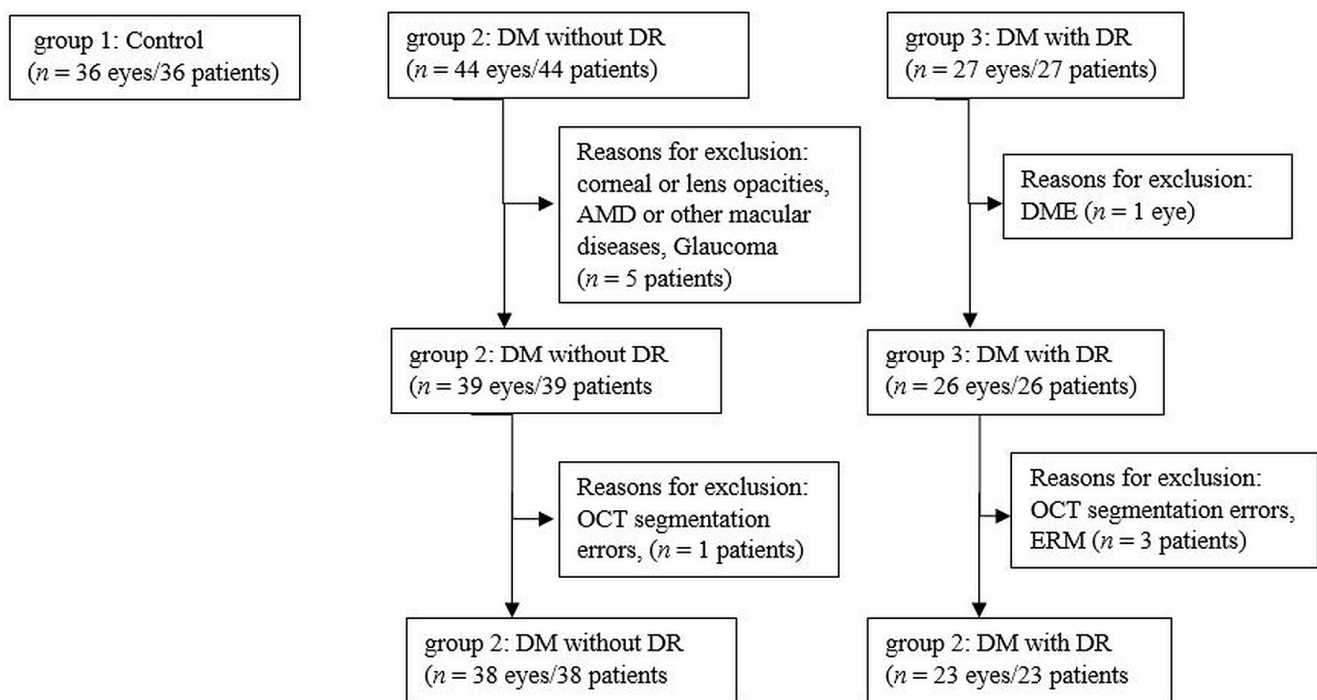 group 1: Control
(n = 36 eyes/36 patients)
group 2: DM without DR
(n = 44 eyes/44 patients)
group 3: DM with DR
(n = 27 eyes/27 patients)
Reasons for exclusion:
corneal or lens opacities,
AMD or other macular
diseases, Glaucoma
(n = 5 patients)
Reasons for exclusion:
DME (n = 1 eye)
group 2: DM without DR
(n = 39 eyes/39 patients
group 3: DM with DR
(n = 26 eyes/26 patients)
Reasons for exclusion:
OCT segmentation
errors, (n = 1 patients)
Reasons for exclusion:
OCT segmentation errors,
ERM (n = 3 patients)
group 2: DM without DR
(n = 38 eyes/38 patients
group 2: DM with DR
(n = 23 eyes/23 patients